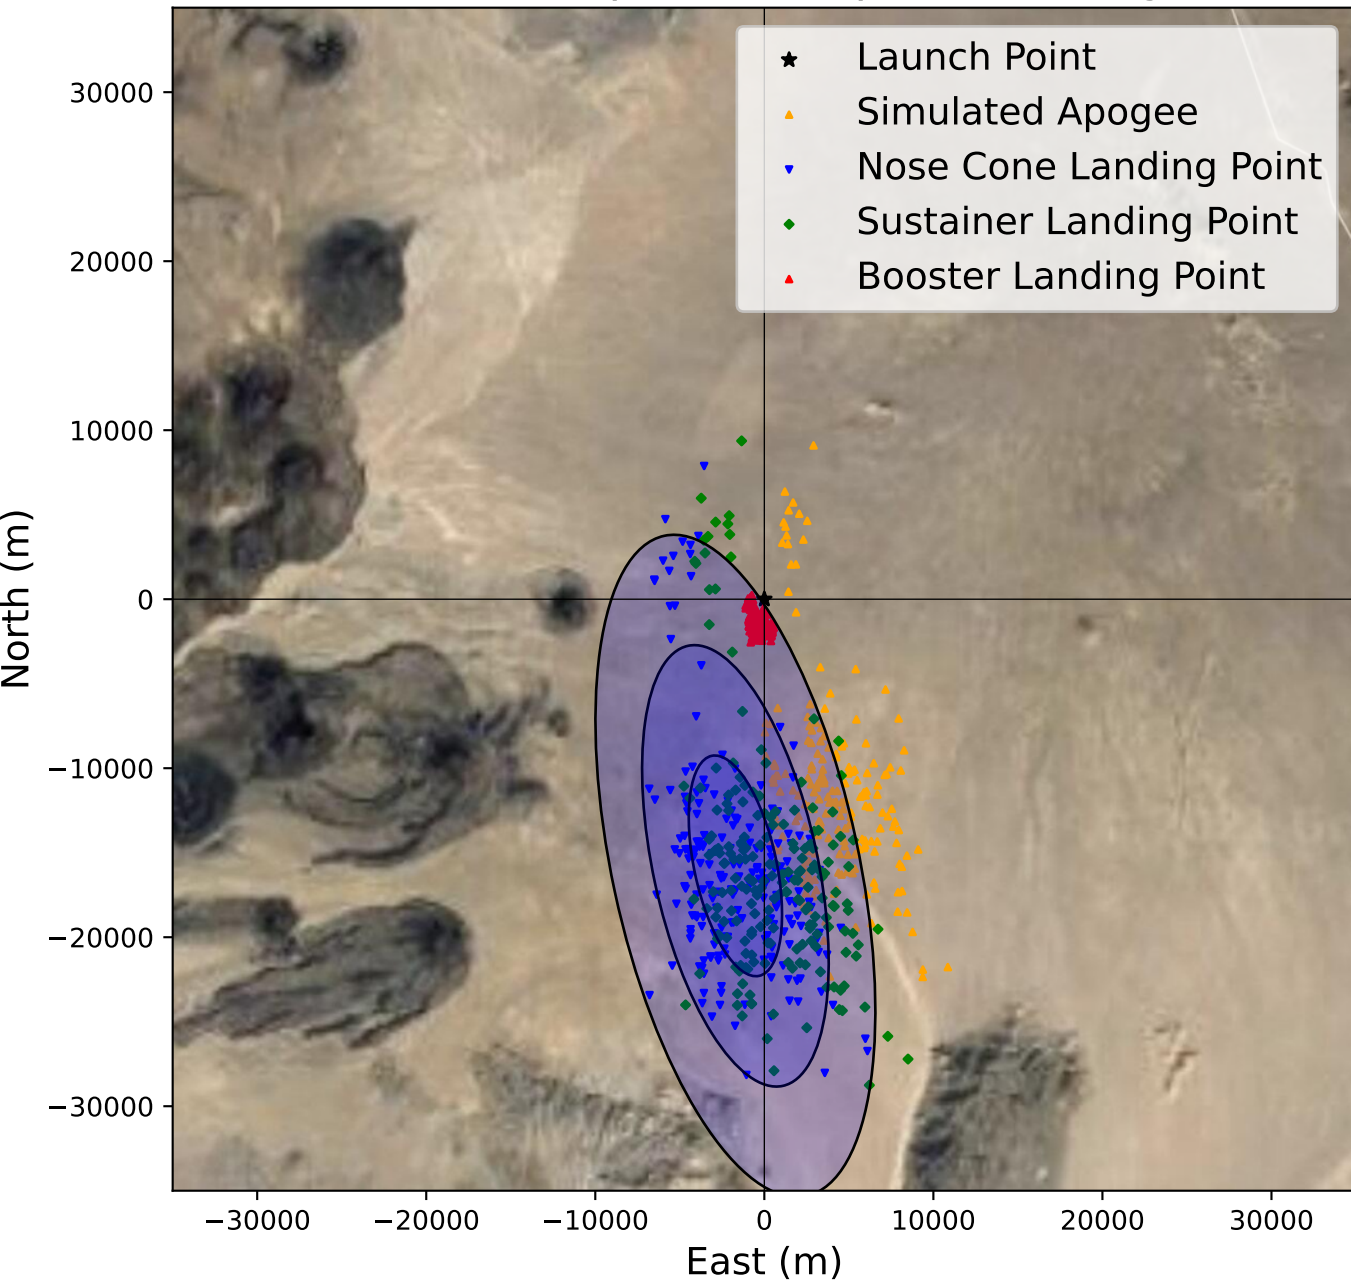 Launch Point
Simulated Apogee
Nose Cone Landing Point
Sustainer Landing Point
Booster Landing Point
30000
20000
10000
0
−10000
−20000
−30000
North (m)
−30000 −20000 −10000 0 10000 20000 30000
East (m)